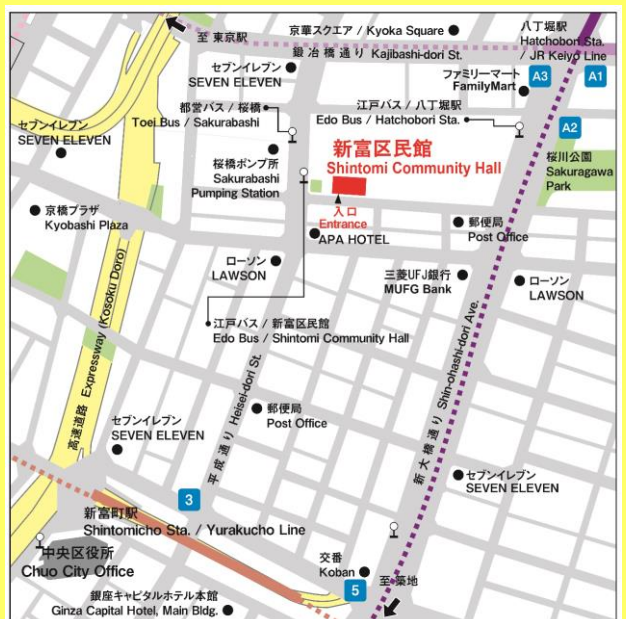 至 東京駅
京華スクエア / Kyoka Square
鍛冶橋通り Kajibashi-dori St.
八丁堀駅
Hatchobori Sta.
/ JR Keiyo Line
セブンイレブン
SEVEN ELEVEN
ファミリーマート
FamilyMart
A3
A1
都営バス / 桜橋
Toei Bus / Sakurabashi
江戸バス / 八丁堀駅
Edo Bus / Hatchobori Sta.
A2
セブンイレブン
SEVEN ELEVEN
桜橋ポンプ所
Sakurabashi
Pumping Station
新富区民館
Shintomi Community Hall
桜川公園
Sakuragawa
Park
入口
Entrance
京橋プラザ
Kyobashi Plaza
APA HOTEL
郵便局
Post Office
ローソン
LAWSON
三菱UFJ銀行
MUFG Bank
ローソン
LAWSON
江戸バス / 新富区民館
Edo Bus / Shintomi Community Hall
高速道路 Expressway (Kosoku Doro)
平成通り Heisei-dori St.
新大橋通り Shin-ohashi-dori Ave.
セブンイレブン
SEVEN ELEVEN
郵便局
Post Office
セブンイレブン
SEVEN ELEVEN
3
新富町駅
Shintomicho Sta. / Yurakucho Line
中央区役所
Chuo City Office
交番
Koban
5
至 築地
銀座キャピタルホテル本館
Ginza Capital Hotel, Main Bldg.